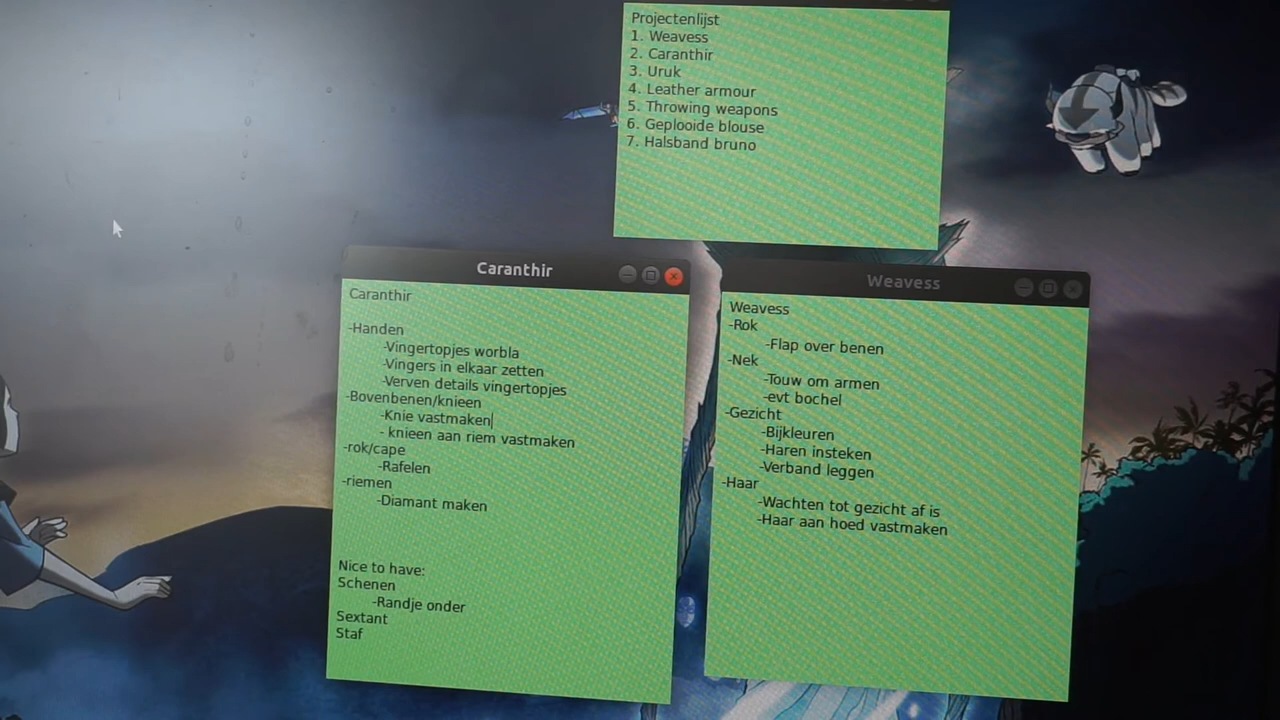 Projectenlijst
1. Weavess
2. Caranthir
3. Uruk
4. Leather armour
5. Throwing weapons
6. Geplooide blouse
7. Halsband bruno
Caranthir
Caranthir
-Handen
-Vingertopjes worbla
-Vingers in elkaar zetten
-Verven details vingertopjes
-Bovenbenen/knieen
-Knie vastmaken
- knieen aan riem vastmaken
-rok/cape
-Rafelen
-riemen
-Diamant maken
Nice to have:
Schenen
-Randje onder
Sextant
Staf
Weavess
Weavess
-Rok
-Flap over benen
-Nek
-Touw om armen
-evt bochel
-Gezicht
-Bijkleuren
-Haren insteken
-Verband leggen
-Haar
-Wachten tot gezicht af is
-Haar aan hoed vastmaken